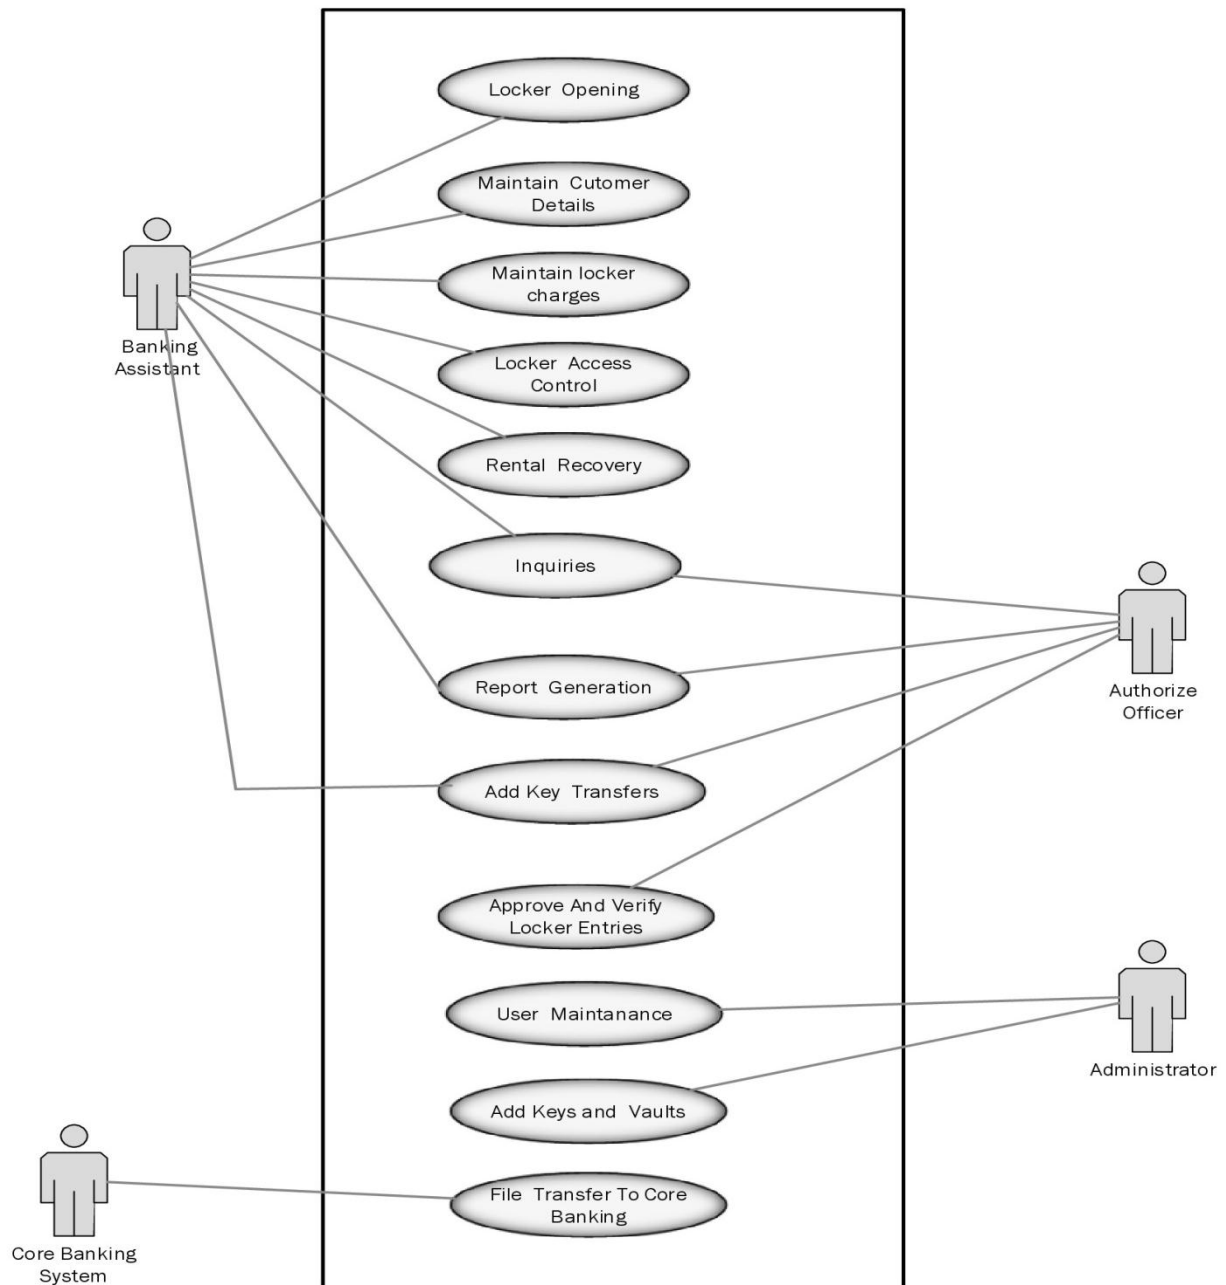 Locker Opening
Maintain Cutomer
Details
Maintain locker
charges
Banking
Assistant
Locker Access
Control
Rental Recovery
Inquiries
Report Generation
Authorize
Officer
Add Key Transfers
Approve And Verify
Locker Entries
User Maintanance
Administrator
Add Keys and Vaults
File Transfer To Core
Banking
Core Banking
System